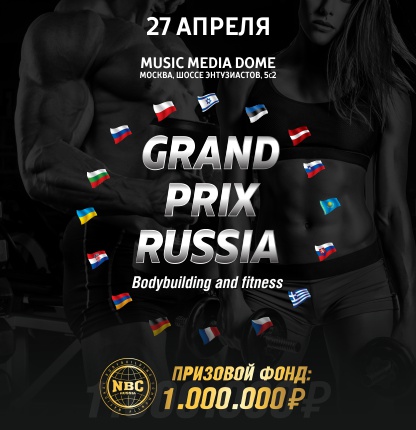 27 АПРЕЛЯ
MUSIC MEDIA DOME
МОСКВА, ШОССЕ ЭНТУЗИАСТОВ, 5с2
GRAND
PRIX
RUSSIA
Bodybuilding and fitness
ПРИЗОВОЙ ФОНД:
NBC
1.000.000 ₽